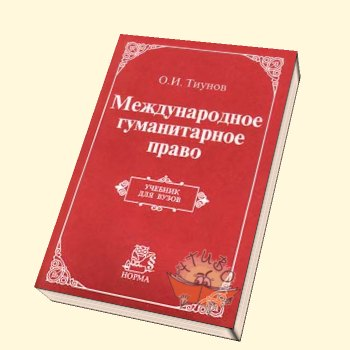 О.И. Тиунов
Международное
гуманитарное
право
УЧЕБНИК
ДЛЯ ВУЗОВ
НОРМА